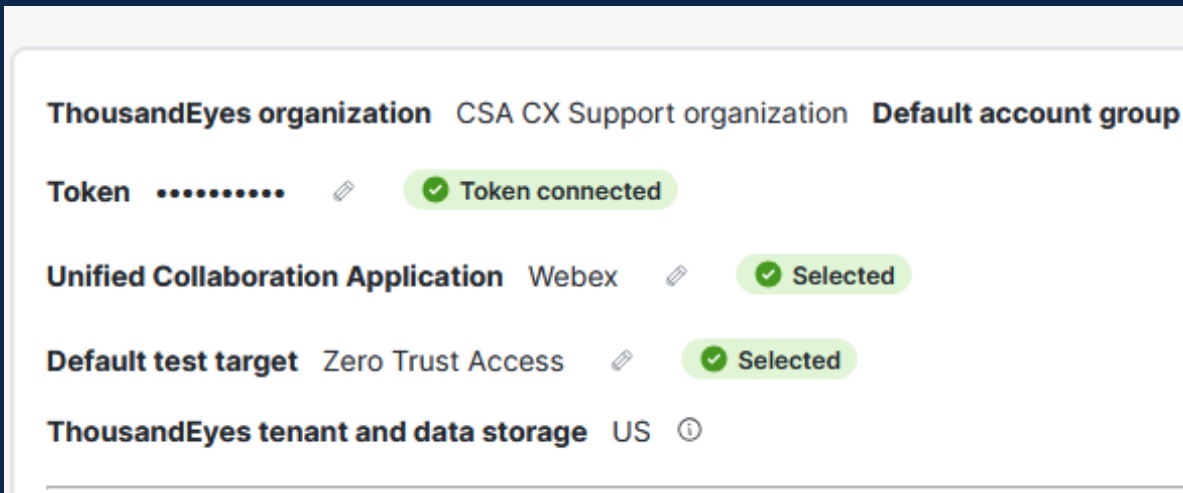 ThousandEyes organization CSA CX Support organization Default account group
Token •••••••••• Token connected
Unified Collaboration Application Webex Selected
Default test target Zero Trust Access Selected
ThousandEyes tenant and data storage US